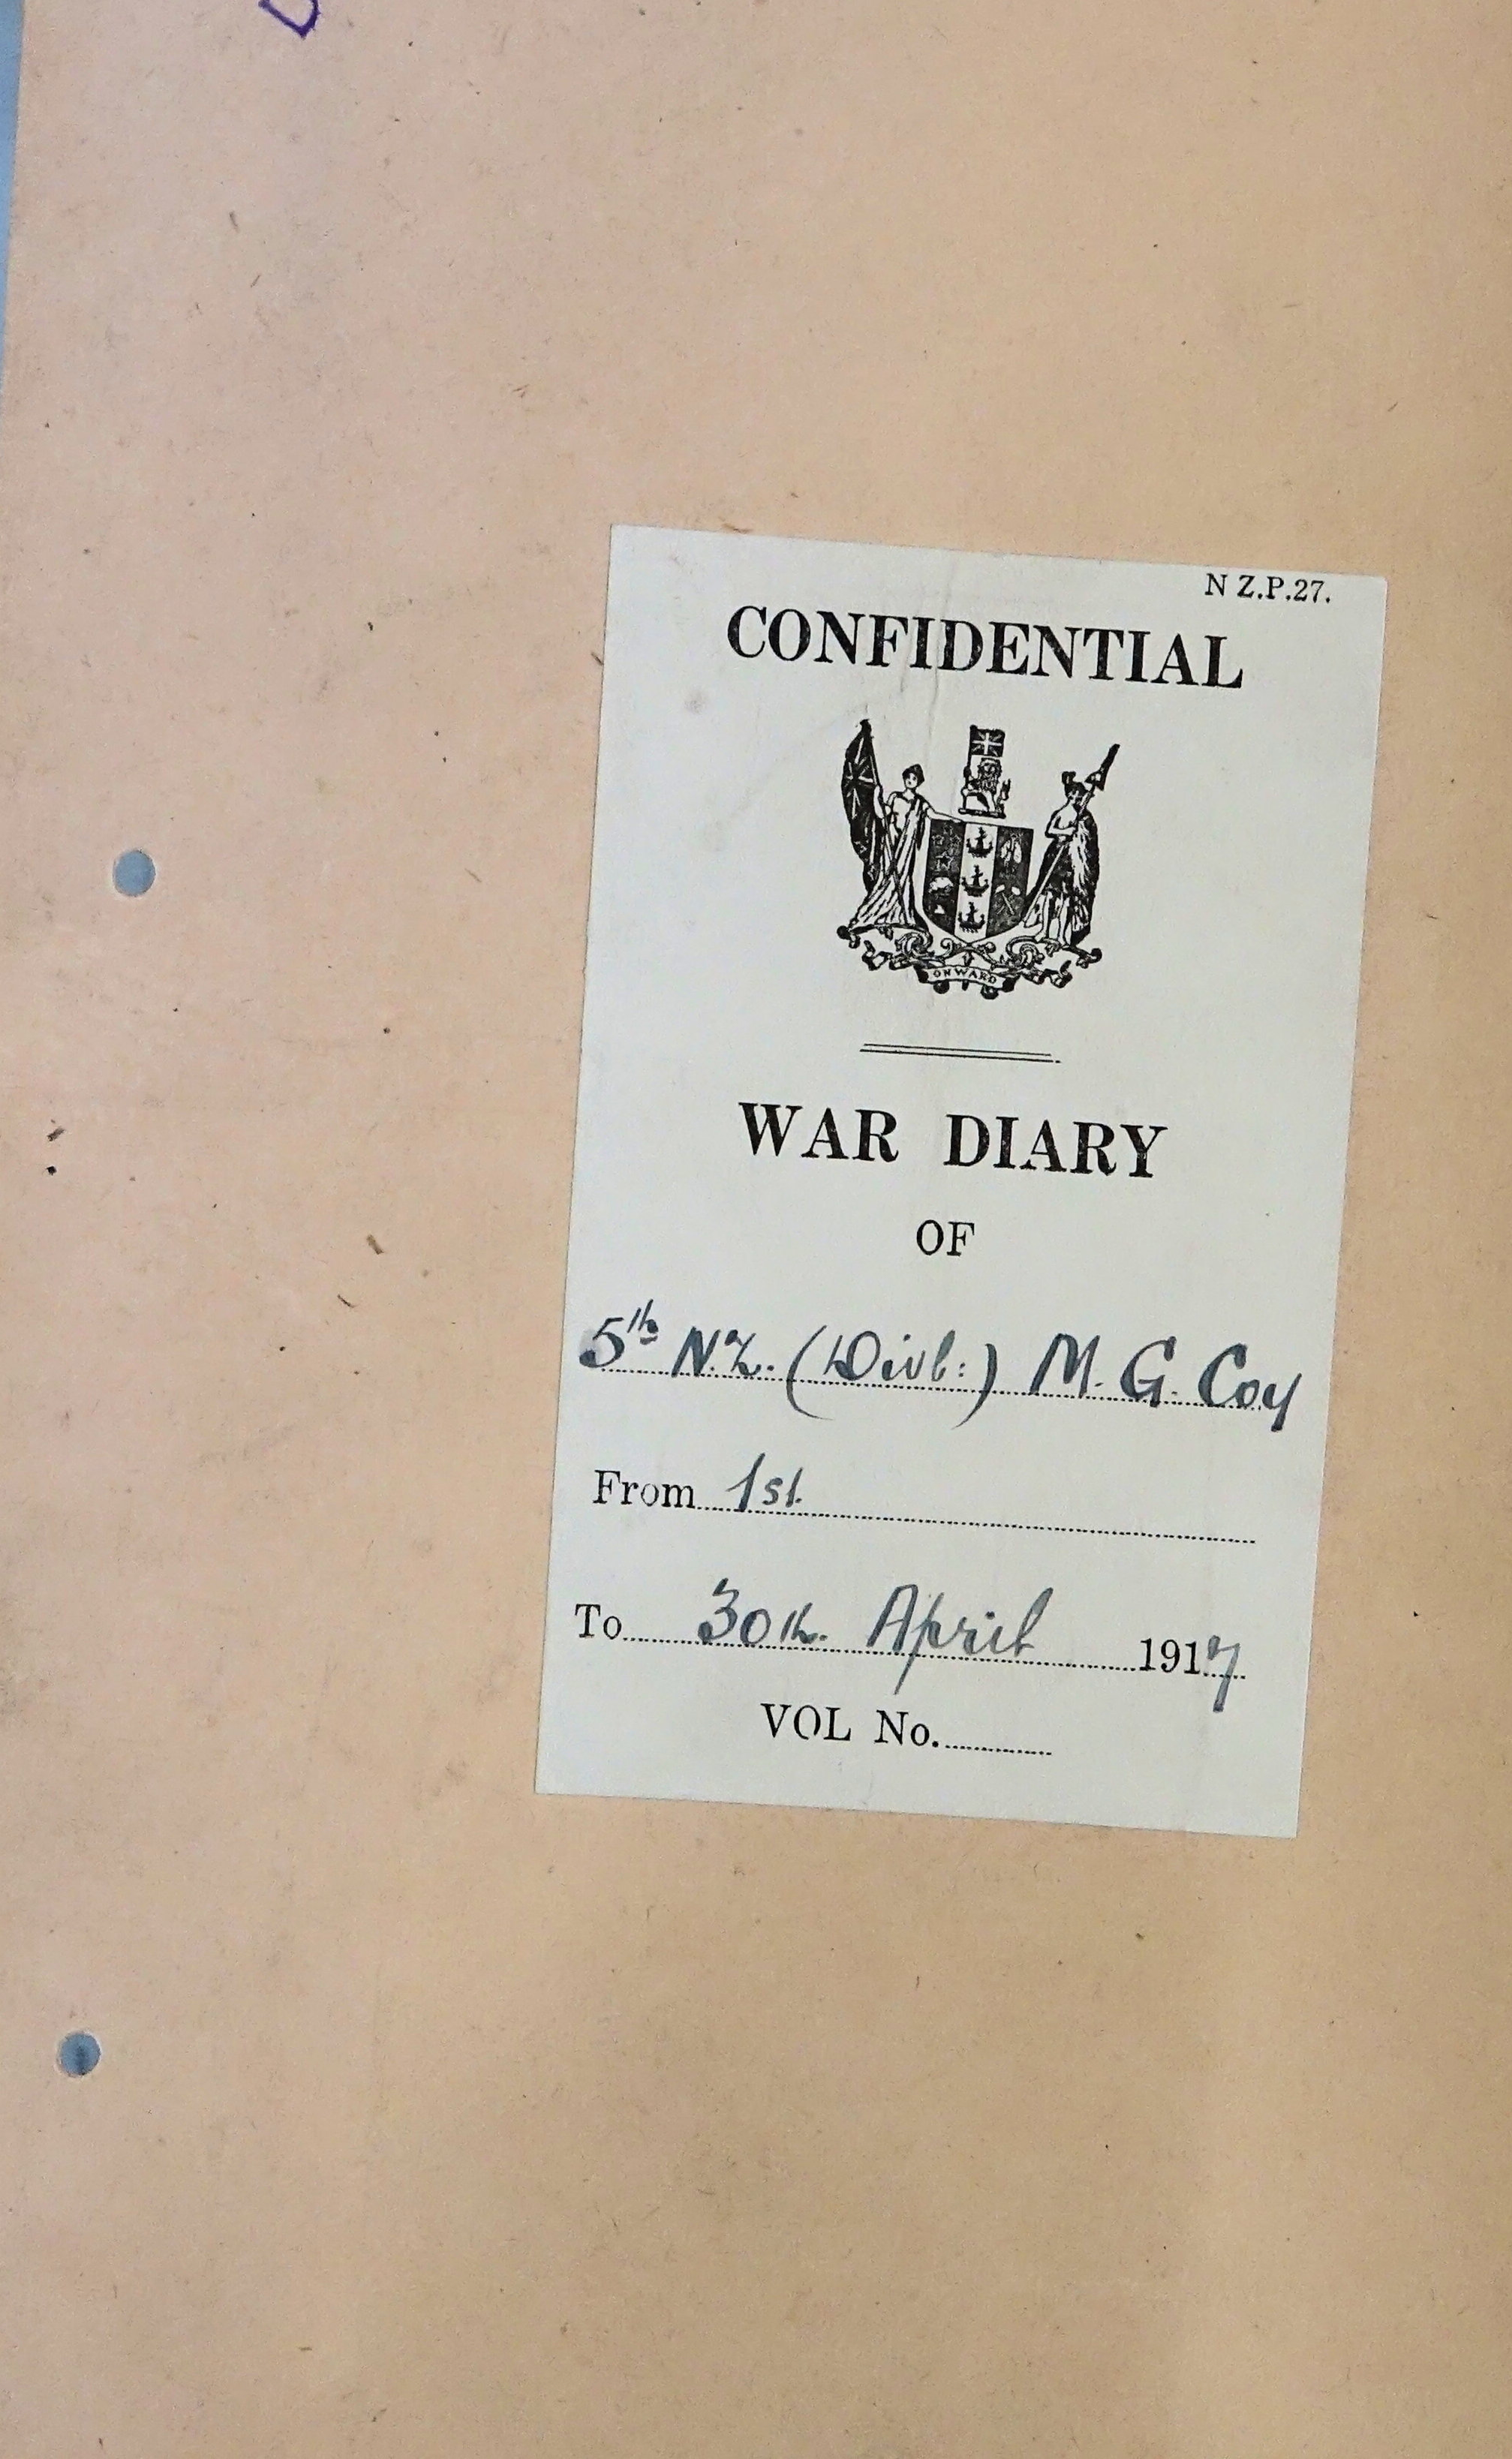 N Z.P.27.
CONFIDENTIAL
ONWARD
WAR DIARY
OF
5th N.Z. (Divl:) M. G. Coy
From 1st.
To 30th. April 1917
VOL No.